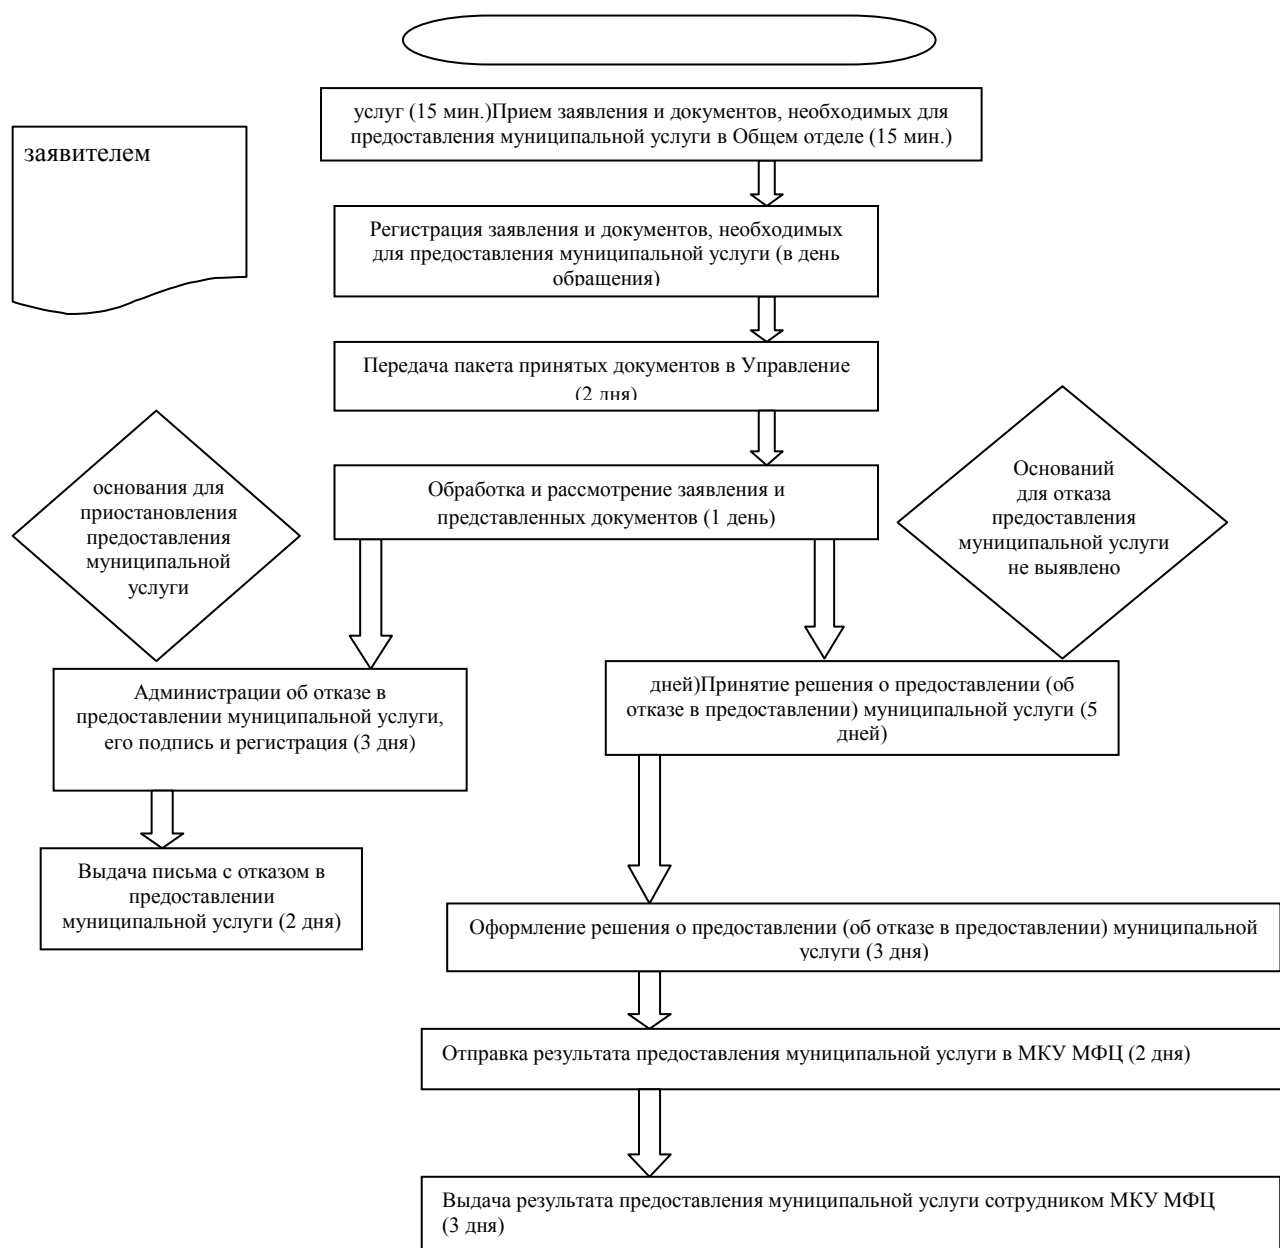 услуг (15 мин.)Прием заявления и документов, необходимых для
предоставления муниципальной услуги в Общем отделе (15 мин.)
заявителем
Регистрация заявления и документов, необходимых
для предоставления муниципальной услуги (в день
обращения)
Передача пакета принятых документов в Управление
(2 дня)
основания для
приостановления
предоставления
муниципальной
услуги
Обработка и рассмотрение заявления и
представленных документов (1 день)
Оснований
для отказа
предоставления
муниципальной услуги
не выявлено
Администрации об отказе в
предоставлении муниципальной услуги,
его подпись и регистрация (3 дня)
дней)Принятие решения о предоставлении (об
отказе в предоставлении) муниципальной услуги (5
дней)
Выдача письма с отказом в
предоставлении
муниципальной услуги (2 дня)
Оформление решения о предоставлении (об отказе в предоставлении) муниципальной
услуги (3 дня)
Отправка результата предоставления муниципальной услуги в МКУ МФЦ (2 дня)
Выдача результата предоставления муниципальной услуги сотрудником МКУ МФЦ
(3 дня)